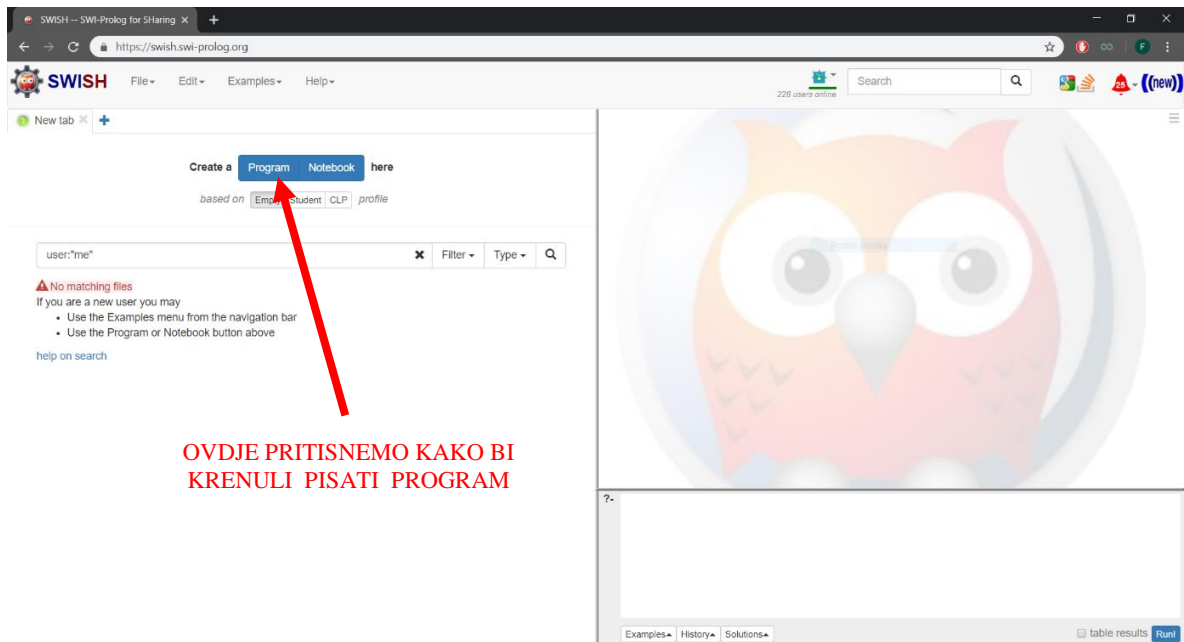 SWISH -- SWI-Prolog for SHaring
https://swish.swi-prolog.org
F
SWISH File Edit Examples Help
228 users online
Search
25
((new))
New tab
Create a Program Notebook here
based on Student CLP profile
user:"me" Filter Type
No matching files
If you are a new user you may
Use the Examples menu from the navigation bar
Use the Program or Notebook button above
help on search
OVDJE PRITISNEMO KAKO BI
KRENULI PISATI PROGRAM
?-
Examples History Solutions table results Run!